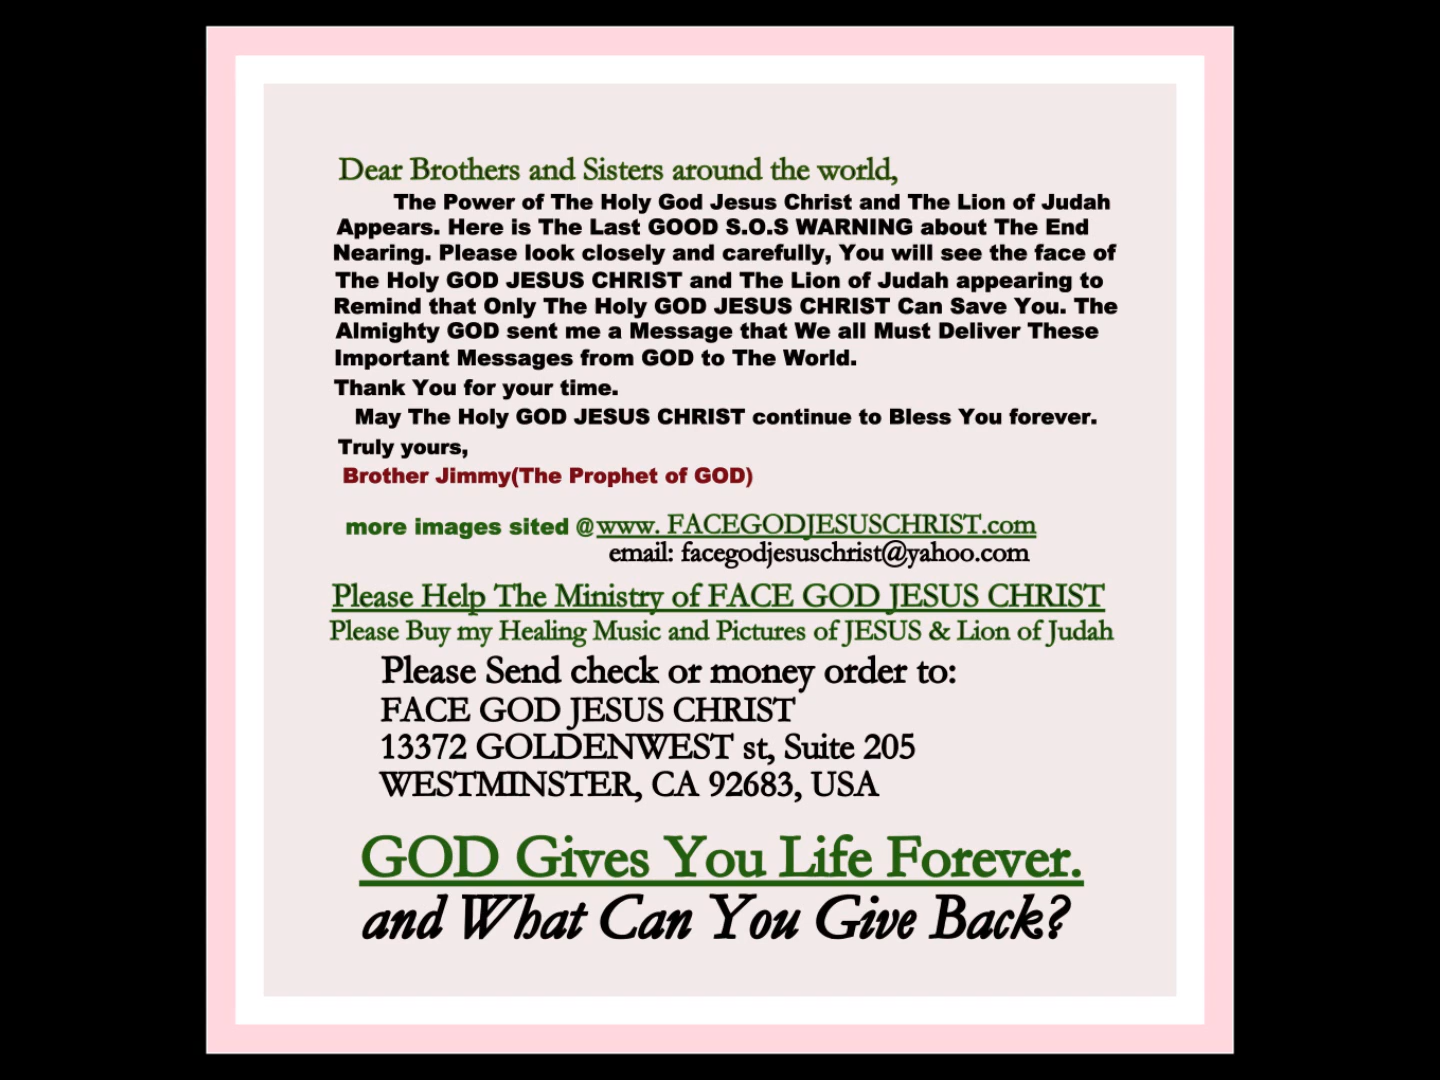 Dear Brothers and Sisters around the world,
The Power of The Holy God Jesus Christ and The Lion of Judah
Appears. Here is The Last GOOD S.O.S WARNING about The End
Nearing. Please look closely and carefully, You will see the face of
The Holy GOD JESUS CHRIST and The Lion of Judah appearing to
Remind that Only The Holy GOD JESUS CHRIST Can Save You. The
Almighty GOD sent me a Message that We all Must Deliver These
Important Messages from GOD to The World.
Thank You for your time.
May The Holy GOD JESUS CHRIST continue to Bless You forever.
Truly yours,
Brother Jimmy(The Prophet of GOD)
more images sited @www. FACEGODJESUSCHRIST.com
email: facegodjesuschrist@yahoo.com
Please Help The Ministry of FACE GOD JESUS CHRIST
Please Buy my Healing Music and Pictures of JESUS & Lion of Judah
Please Send check or money order to:
FACE GOD JESUS CHRIST
13372 GOLDENWEST st, Suite 205
WESTMINSTER, CA 92683, USA
GOD Gives You Life Forever.
and What Can You Give Back?